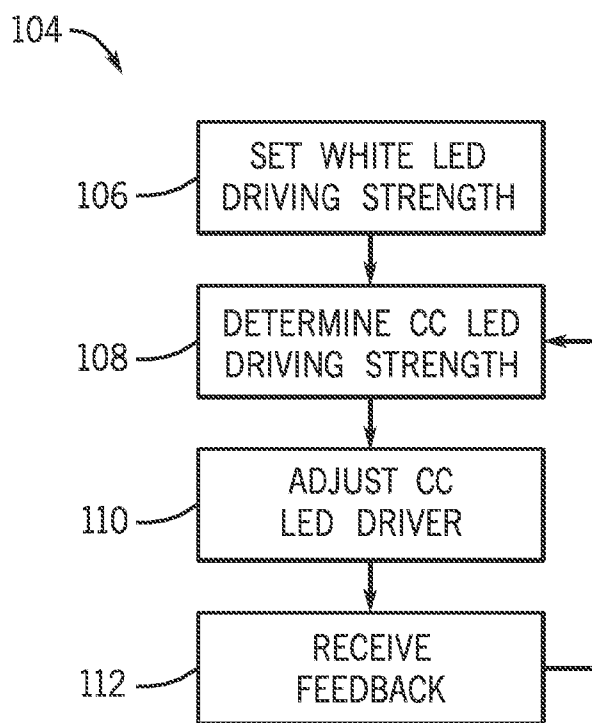 104
106
SET WHITE LED
DRIVING STRENGTH
108
DETERMINE CC LED
DRIVING STRENGTH
110
ADJUST CC
LED DRIVER
112
RECEIVE
FEEDBACK